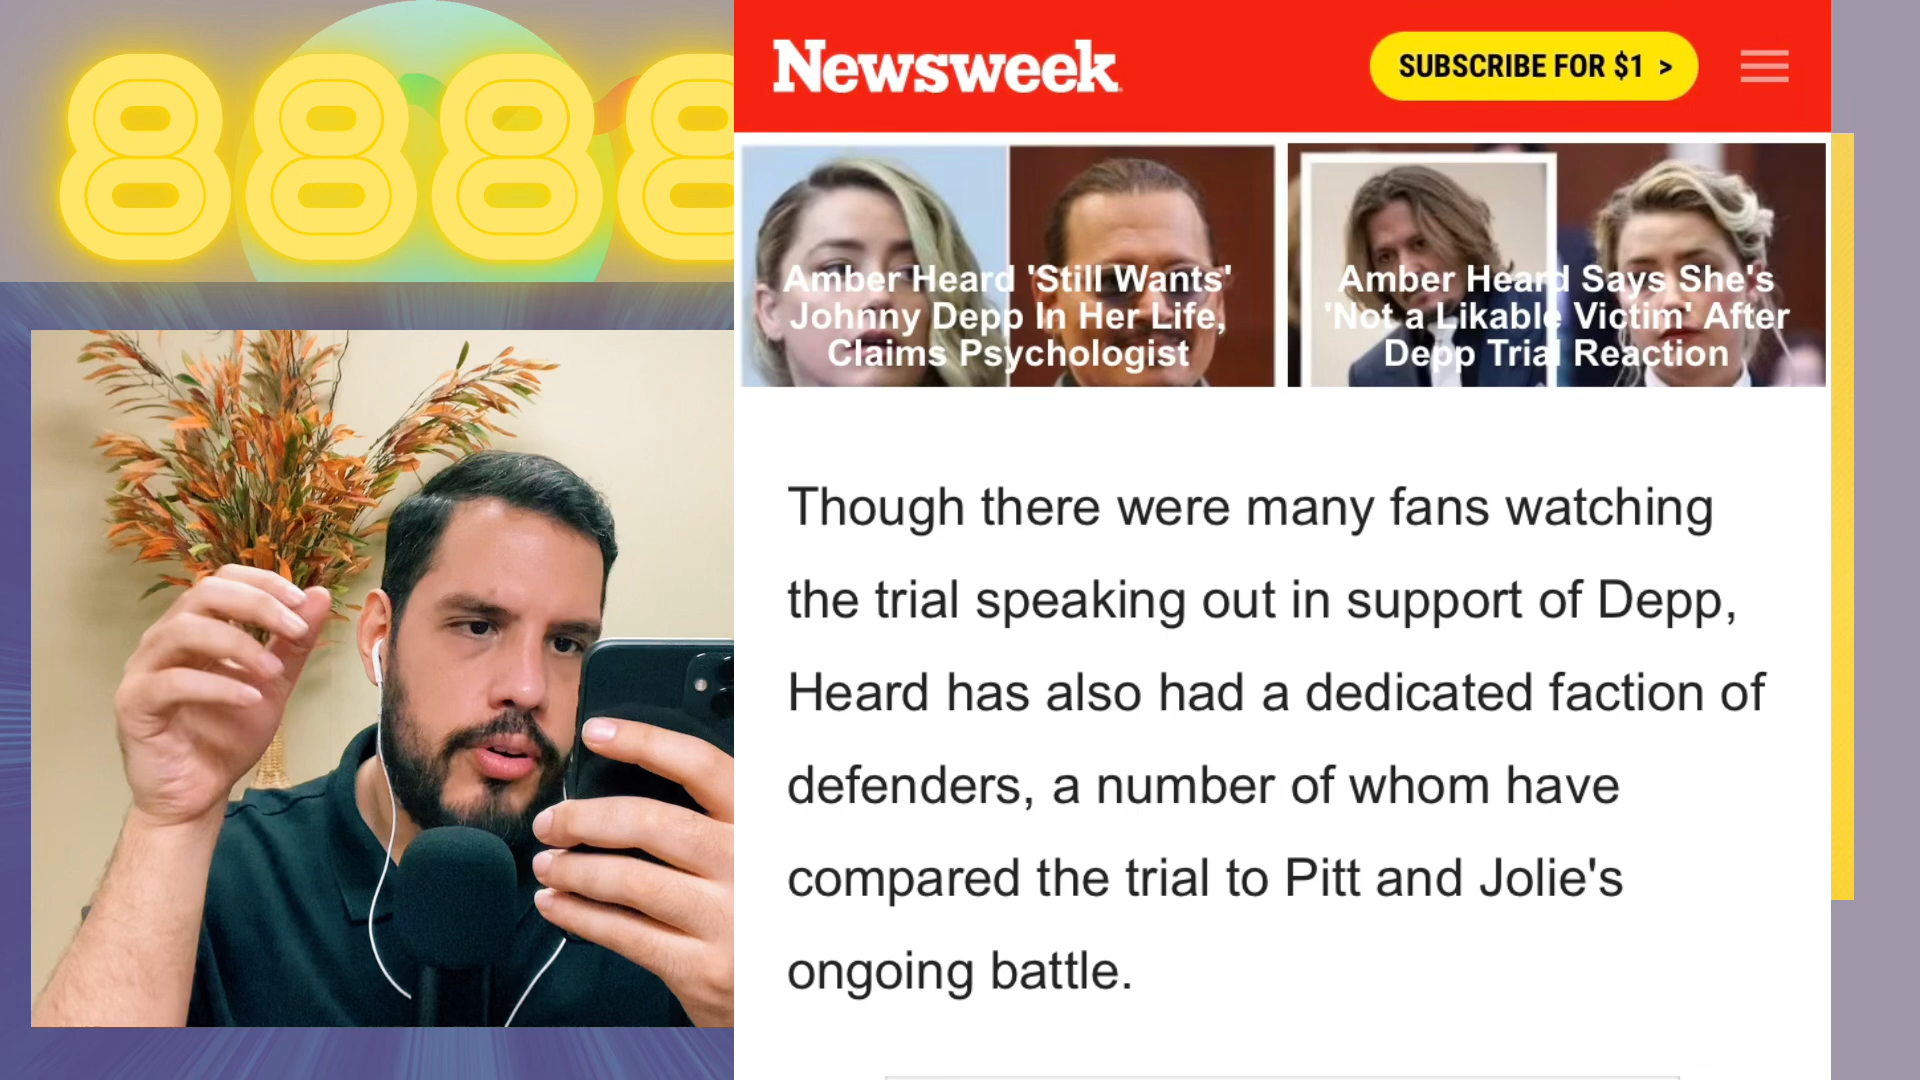 8888
Newsweek
SUBSCRIBE FOR $1 >
Amber Heard 'Still Wants'
Johnny Depp In Her Life,
Claims Psychologist
Amber Heard Says She's
'Not a Likable Victim' After
Depp Trial Reaction
Though there were many fans watching
the trial speaking out in support of Depp,
Heard has also had a dedicated faction of
defenders, a number of whom have
compared the trial to Pitt and Jolie's
ongoing battle.